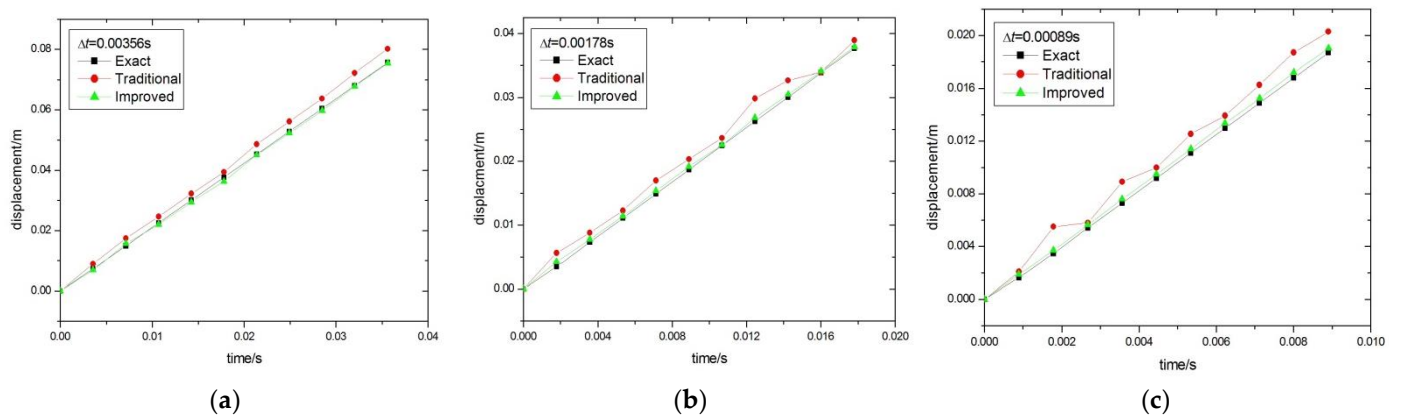 Δt=0.00356s
Exact
Traditional
Improved
displacement/m
0.08
0.06
0.04
0.02
0.00
0.00
0.01
0.02
0.03
0.04
time/s
(a)
Δt=0.00178s
Exact
Traditional
Improved
displacment/m
0.04
0.03
0.02
0.01
0.00
0.000
0.004
0.008
0.012
0.016
0.020
time/s
(b)
Δt=0.00089s
Exact
Traditional
Improved
displacement/m
0.020
0.016
0.012
0.008
0.004
0.000
0.000
0.002
0.004
0.006
0.008
0.010
time/s
(c)